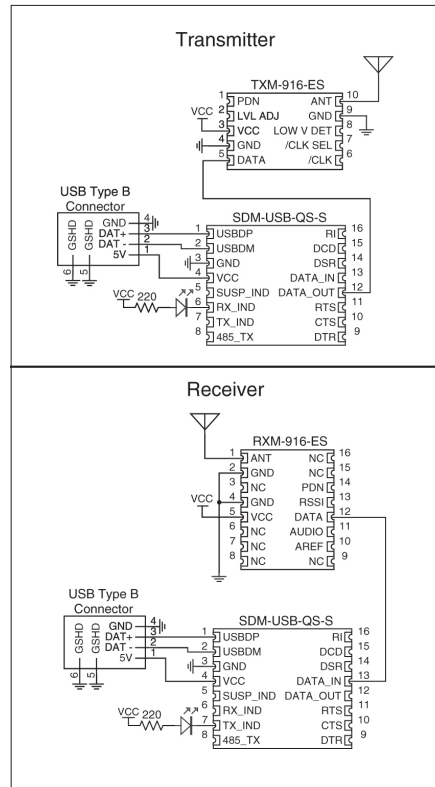 Transmitter
TXM-916-ES
1 PDN ANT 10
2 LVL ADJ GND 9
VCC 3 VCC LOW V DET 8
4 GND /CLK SEL 7
5 DATA /CLK 6
USB Type B
Connector
GND 4
DAT+ 3
DAT - 2
5V 1
GSHD GSHD
6 5
SDM-USB-QS-S
1 USBDP RI 16
2 USBDM DCD 15
3 GND DSR 14
4 VCC DATA_IN 13
5 SUSP_IND DATA_OUT 12
VCC 220 6 RX_IND RTS 11
7 TX_IND CTS 10
8 485_TX DTR 9
Receiver
RXM-916-ES
1 ANT NC 16
2 GND NC 15
3 NC PDN 14
4 GND RSSI 13
VCC 5 VCC DATA 12
6 NC AUDIO 11
7 NC AREF 10
8 NC NC 9
USB Type B
Connector
GND 4
DAT+ 3
DAT - 2
5V 1
GSHD GSHD
6 5
SDM-USB-QS-S
1 USBDP RI 16
2 USBDM DCD 15
3 GND DSR 14
4 VCC DATA_IN 13
5 SUSP_IND DATA_OUT 12
6 RX_IND RTS 11
VCC 220 7 TX_IND CTS 10
8 485_TX DTR 9